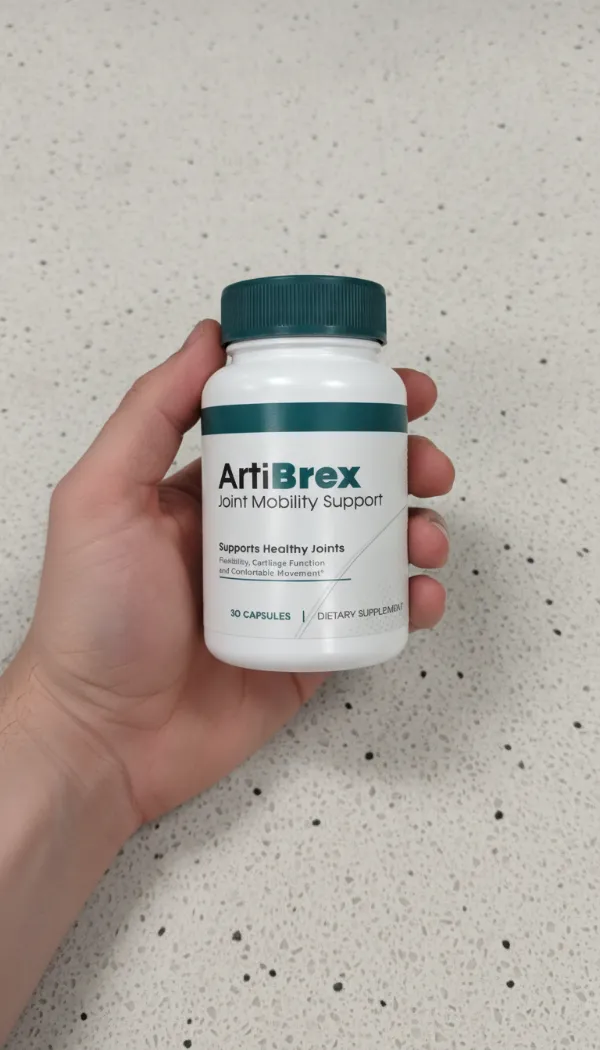 ArtiBrex
Joint Mobility Support
Supports Healthy Joints
Flexibility, Cartilage Function
and Comfortable Movement*
30 CAPSULES | DIETARY SUPPLEMENT